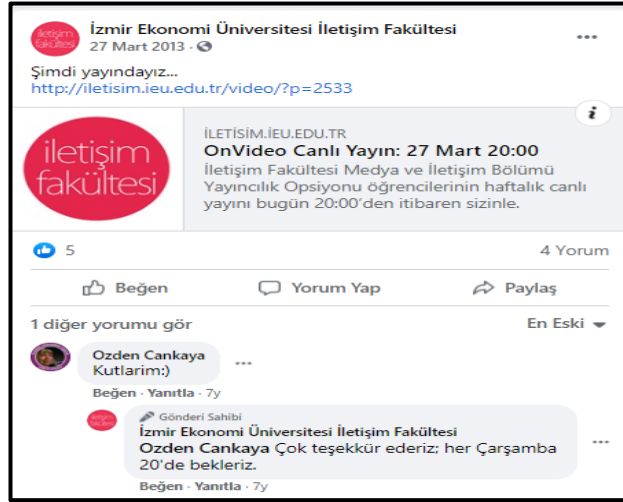 İzmir Ekonomi Üniversitesi İletişim Fakültesi
27 Mart 2013 ·
Şimdi yayındayız...
http://iletisim.ieu.edu.tr/video/?p=2533
iletişim
fakültesi
İLETİSİM.IEU.EDU.TR
OnVideo Canlı Yayın: 27 Mart 20:00
İletişim Fakültesi Medya ve İletişim Bölümü
Yayıncılık Opsiyonu öğrencilerinin haftalık canlı
yayını bugün 20:00'den itibaren sizinle.
5
4 Yorum
Beğen
Yorum Yap
Paylaş
1 diğer yorumu gör
En Eski
Ozden Cankaya
Kutlarim:)
Beğen · Yanıtla · 7y
Gönderi Sahibi
İzmir Ekonomi Üniversitesi İletişim Fakültesi
Ozden Cankaya Çok teşekkür ederiz; her Çarşamba
20'de bekleriz.
Beğen · Yanıtla · 7y